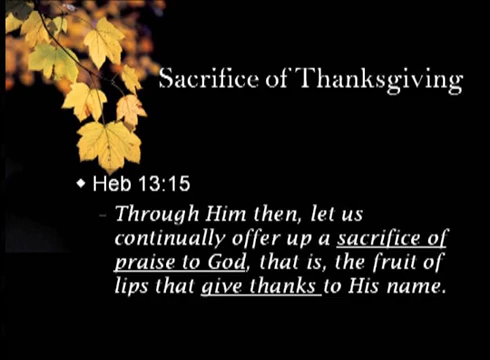 Sacrifice of Thanksgiving
◆ Heb 13:15
– Through Him then, let us
continually offer up a sacrifice of
praise to God, that is, the fruit of
lips that give thanks to His name.